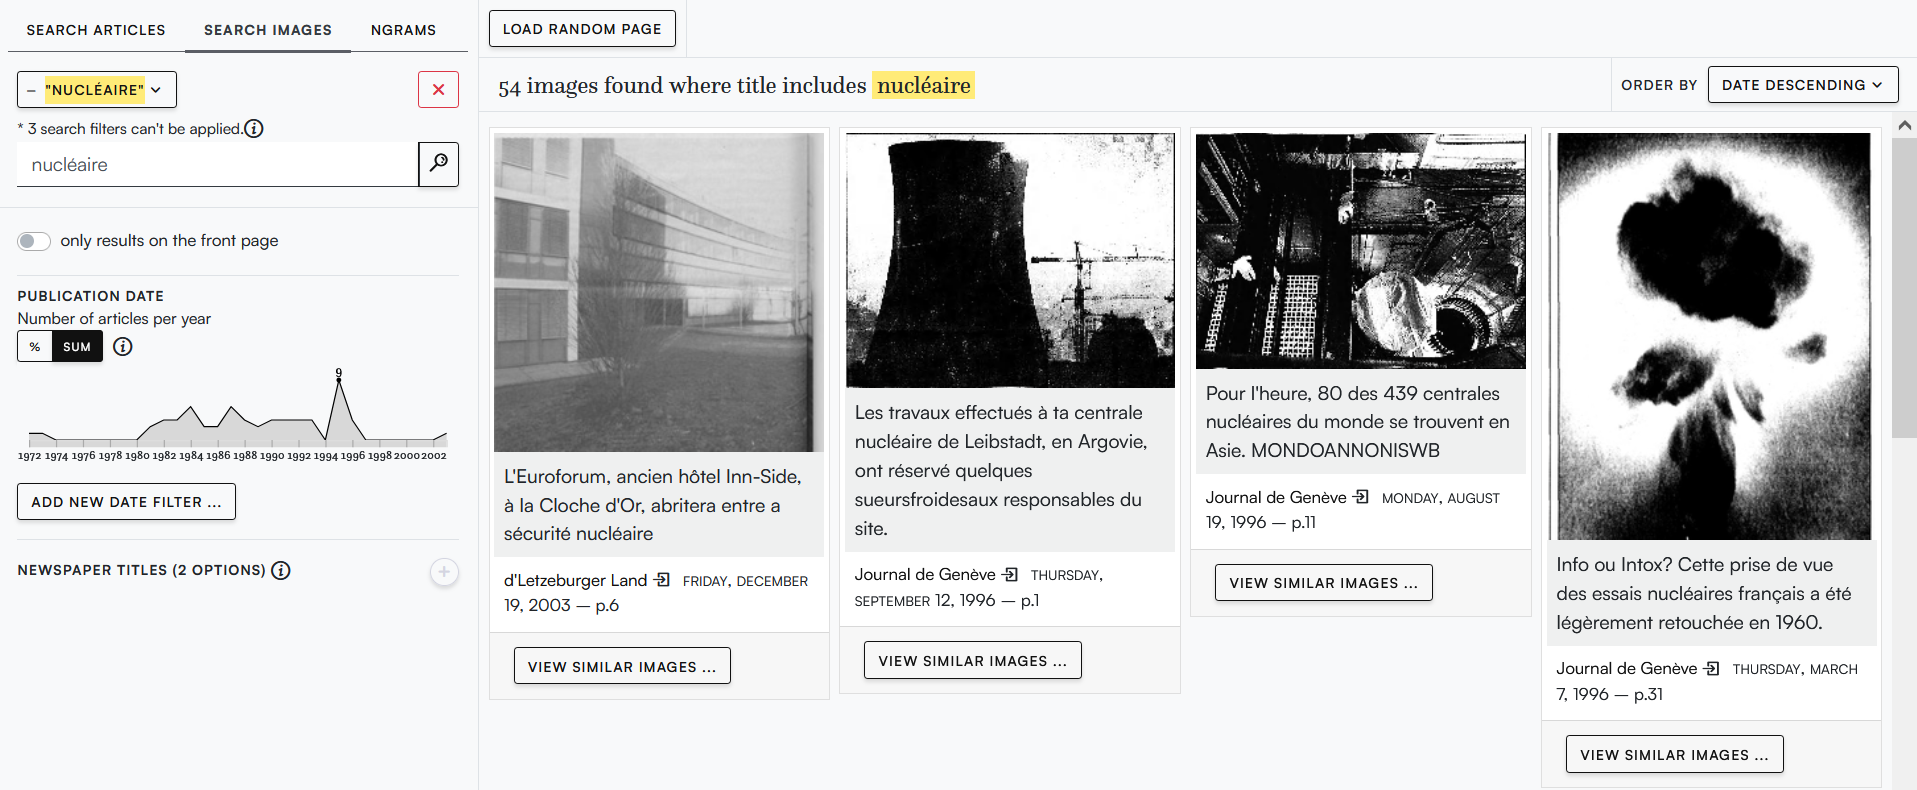 SEARCH ARTICLES
SEARCH IMAGES
NGRAMS
– "NUCLÉAIRE"
* 3 search filters can't be applied.
nucléaire
only results on the front page
PUBLICATION DATE
Number of articles per year
% SUM
9
1972 1974 1976 1978 1980 1982 1984 1986 1988 1990 1992 1994 1996 1998 2000 2002
ADD NEW DATE FILTER ...
NEWSPAPER TITLES (2 OPTIONS)
LOAD RANDOM PAGE
54 images found where title includes nucléaire
ORDER BY DATE DESCENDING
L'Euroforum, ancien hôtel Inn-Side,
à la Cloche d'Or, abritera entre a
sécurité nucléaire
d'Letzeburger Land FRIDAY, DECEMBER
19, 2003 — p.6
VIEW SIMILAR IMAGES ...
Les travaux effectués à ta centrale
nucléaire de Leibstadt, en Argovie,
ont réservé quelques
sueursfroidesaux responsables du
site.
Journal de Genève THURSDAY,
SEPTEMBER 12, 1996 — p.1
VIEW SIMILAR IMAGES ...
Pour l'heure, 80 des 439 centrales
nucléaires du monde se trouvent en
Asie. MONDOANNONISWB
Journal de Genève MONDAY, AUGUST
19, 1996 — p.11
VIEW SIMILAR IMAGES ...
Info ou Intox? Cette prise de vue
des essais nucléaires français a été
légèrement retouchée en 1960.
Journal de Genève THURSDAY, MARCH
7, 1996 — p.31
VIEW SIMILAR IMAGES ...